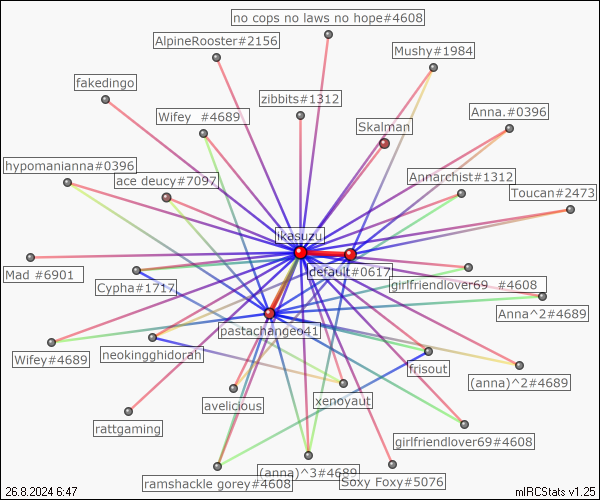 no cops no laws no hope#4608
AlpineRooster#2156
Mushy#1984
fakedingo
zibbits#1312
Anna.#0396
Wifey  #4689
Skalman
hypomanianna#0396
ace deucy#7097
Annarchist#1312
Toucan#2473
ikasuzu
Mad #6901
default#0617
Cypha#1717
girlfriendlover69  #4608
Anna^2#4689
pastachangeo41
Wifey#4689
neokingghidorah
frisout
(anna)^2#4689
avelicious
xenoyaut
rattgaming
girlfriendlover69#4608
(anna)^3#4689
ramshackle gorey#4608
Soxy Foxy#5076
26.8.2024 6:47
mIRCStats v1.25